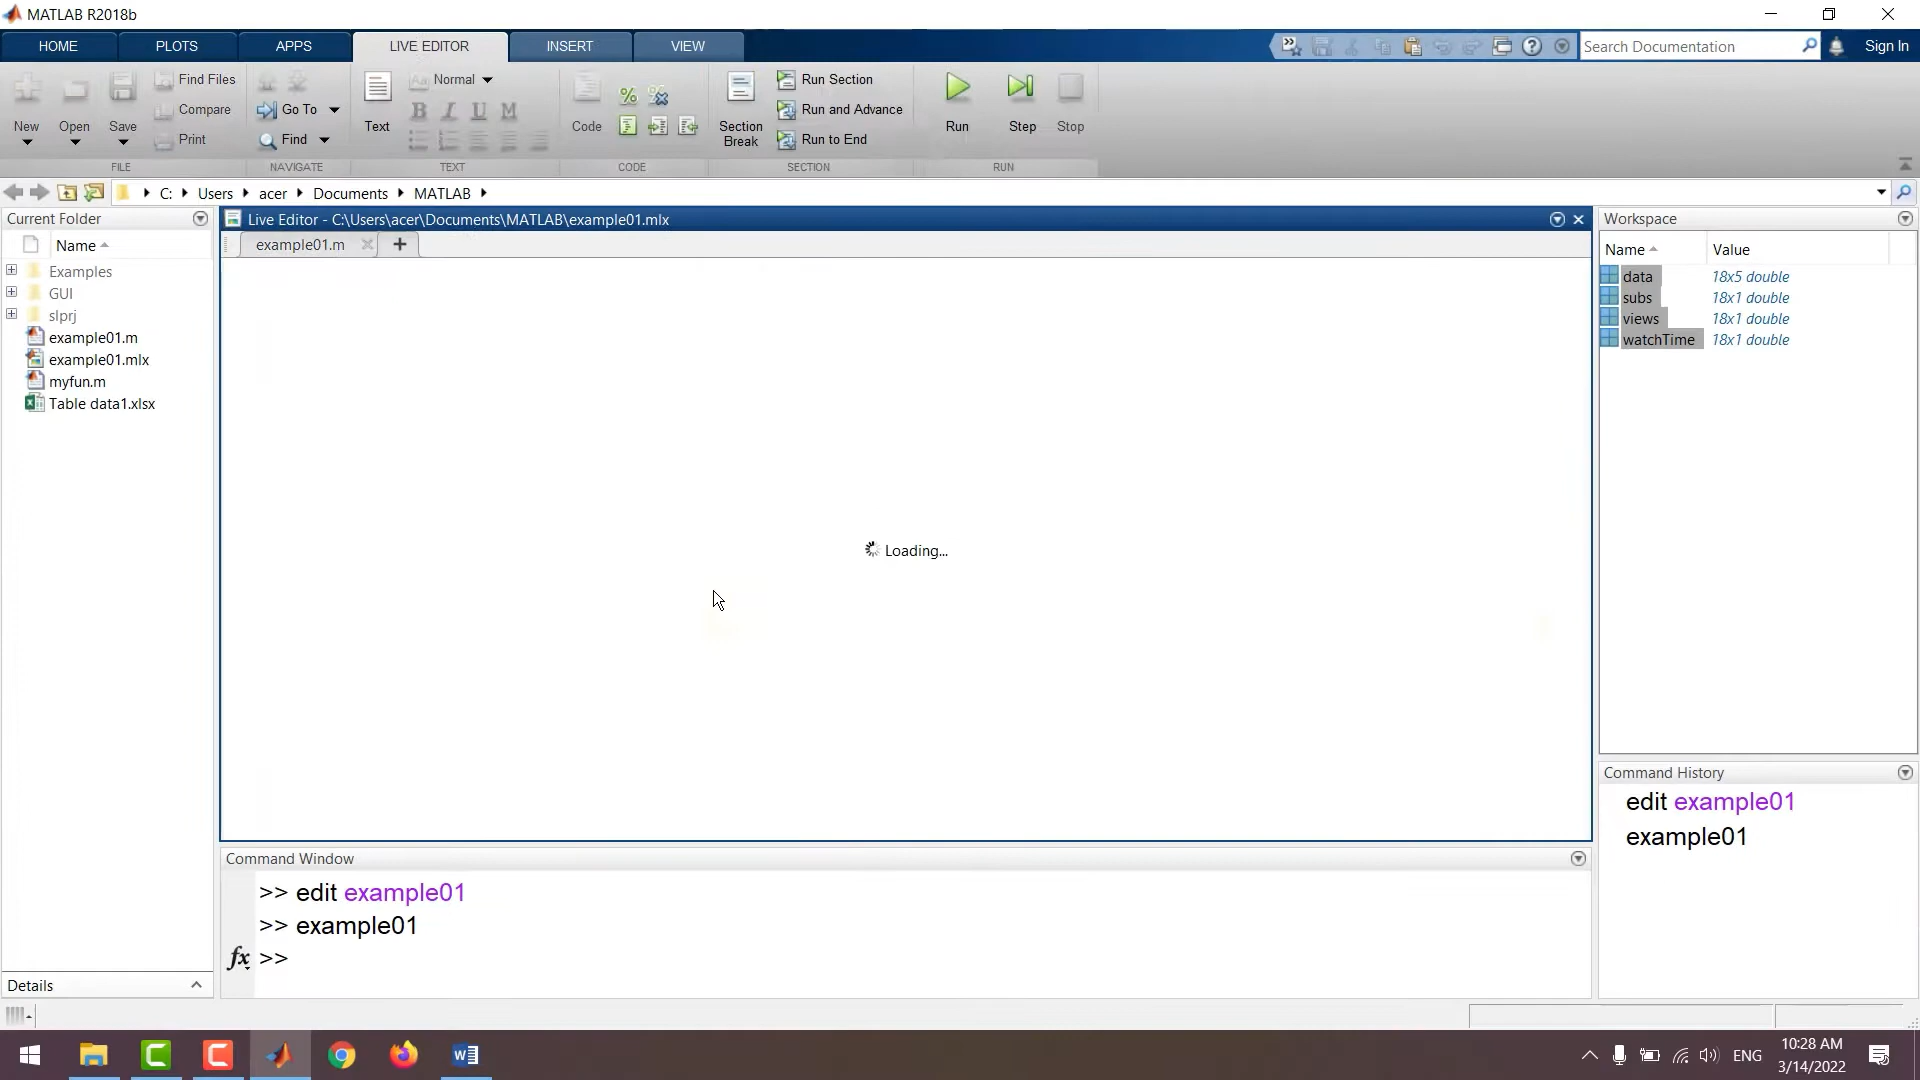 MATLAB R2018b
HOME PLOTS APPS LIVE EDITOR INSERT VIEW
Search Documentation Sign In
New Open Save Find Files Compare Print
FILE
Go To Find
NAVIGATE
Text Normal B I U M
TEXT
Code
CODE
Section Break Run Section Run and Advance Run to End
SECTION
Run Step Stop
RUN
C: Users acer Documents MATLAB
Current Folder
Name
Examples
GUI
slprj
example01.m
example01.mlx
myfun.m
Table data1.xlsx
Details
Live Editor - C:\Users\acer\Documents\MATLAB\example01.mlx
example01.m
Loading...
Command Window
>> edit example01
>> example01
fx >>
Workspace
Name Value
data 18x5 double
subs 18x1 double
views 18x1 double
watchTime 18x1 double
Command History
edit example01
example01
ENG
10:28 AM
3/14/2022